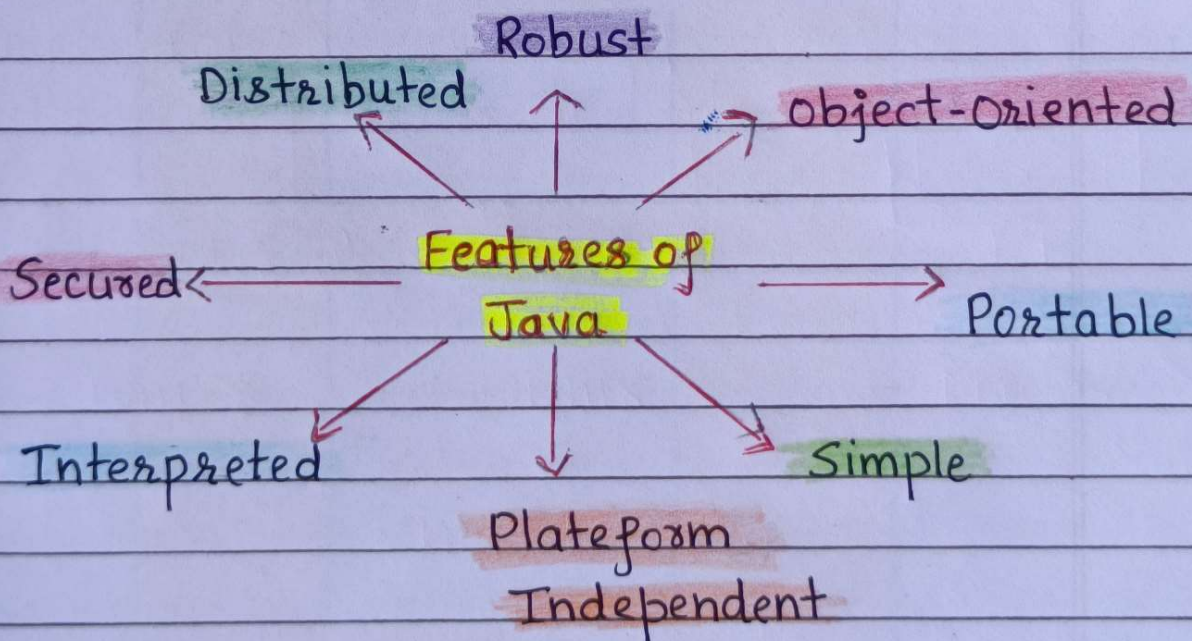 Robust
Distributed
Object-Oriented
Features of
Java
Secured
Portable
Interpreted
Simple
Plateform
Independent